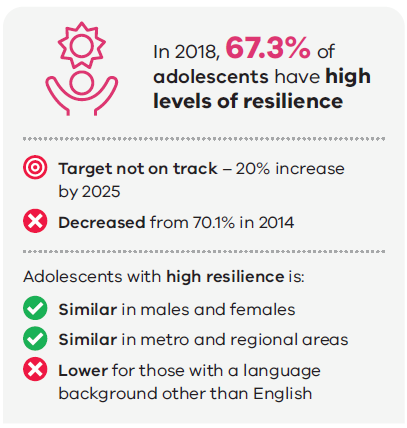 In 2018, 67.3% of
adolescents have high
levels of resilience
Target not on track – 20% increase
by 2025
Decreased from 70.1% in 2014
Adolescents with high resilience is:
Similar in males and females
Similar in metro and regional areas
Lower for those with a language
background other than English